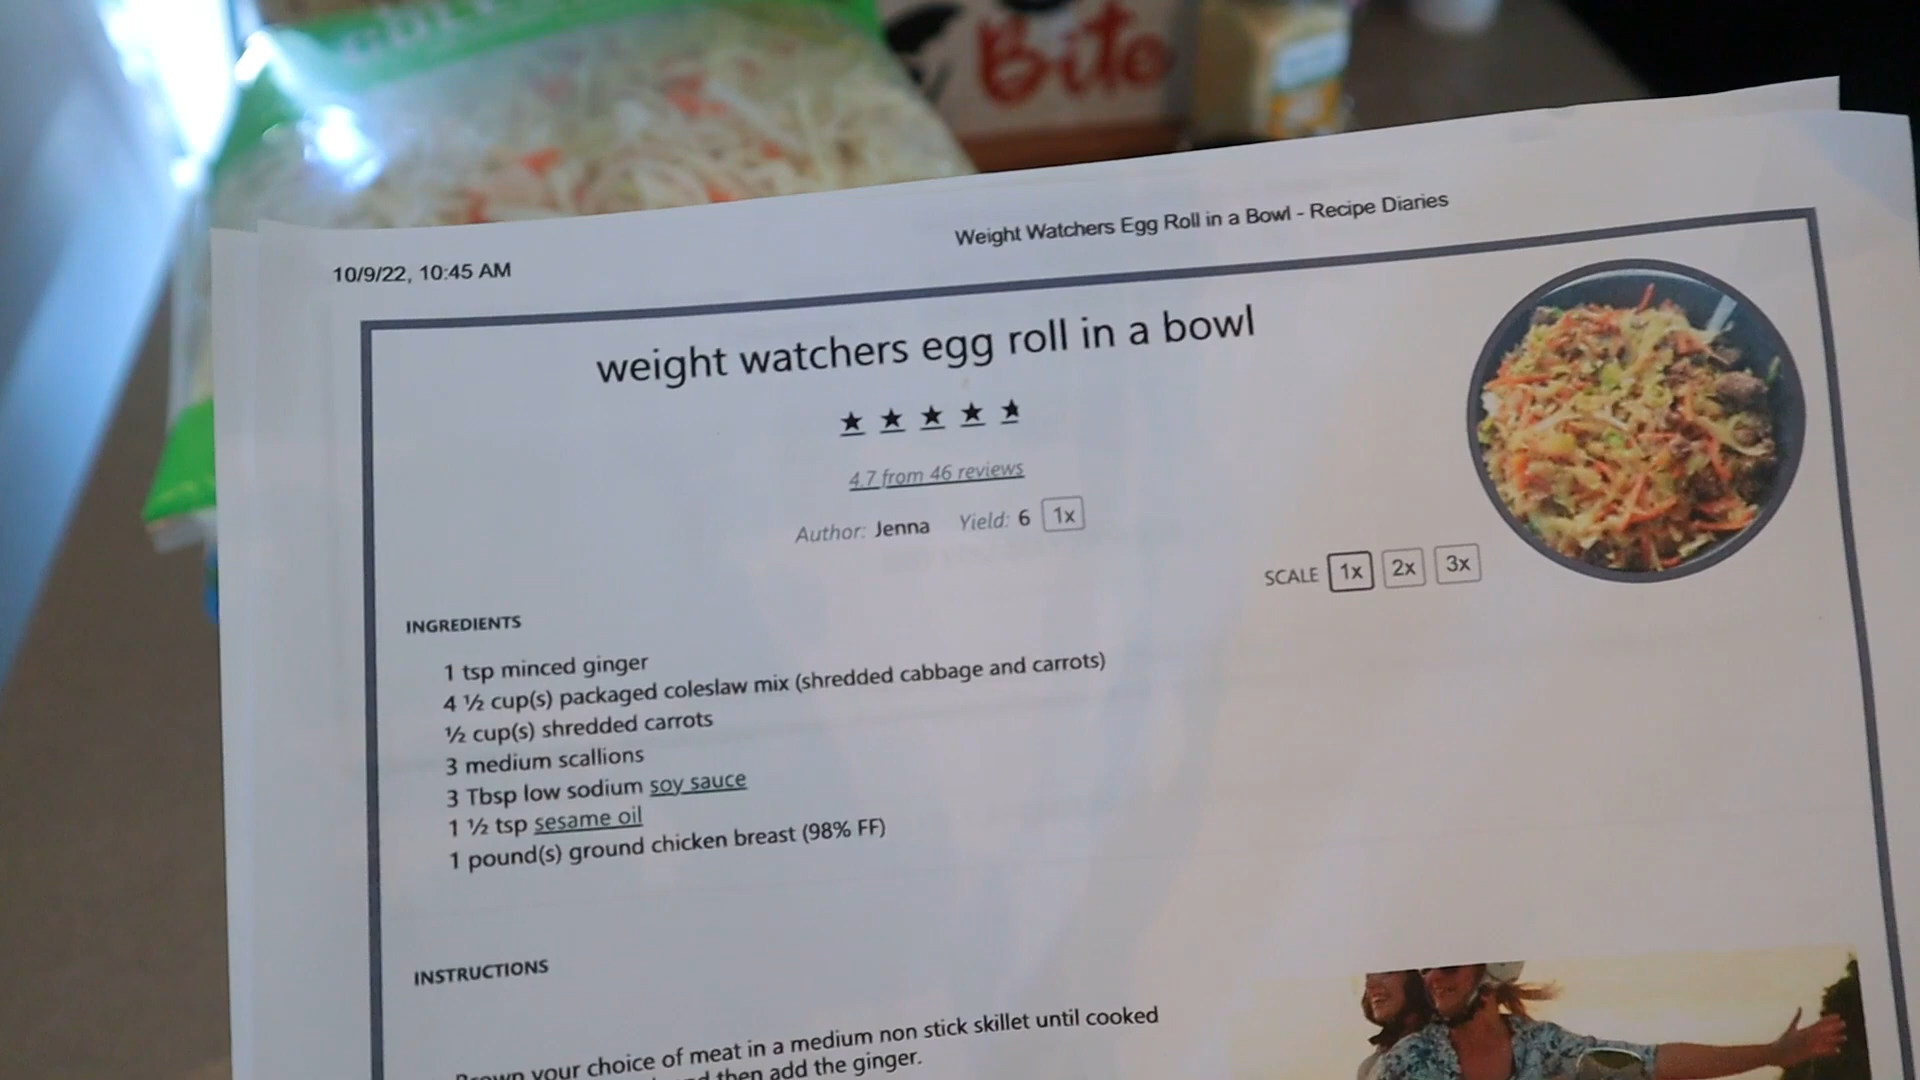 Bite
Weight Watchers Egg Roll in a Bowl - Recipe Diaries
10/9/22, 10:45 AM
weight watchers egg roll in a bowl
4.7 from 46 reviews
Author: Jenna Yield: 6 1x
SCALE 1x 2x 3x
INGREDIENTS
1 tsp minced ginger
4 ½ cup(s) packaged coleslaw mix (shredded cabbage and carrots)
½ cup(s) shredded carrots
3 medium scallions
3 Tbsp low sodium soy sauce
1 ½ tsp sesame oil
1 pound(s) ground chicken breast (98% FF)
INSTRUCTIONS
Brown your choice of meat in a medium non stick skillet until cooked
then add the ginger.